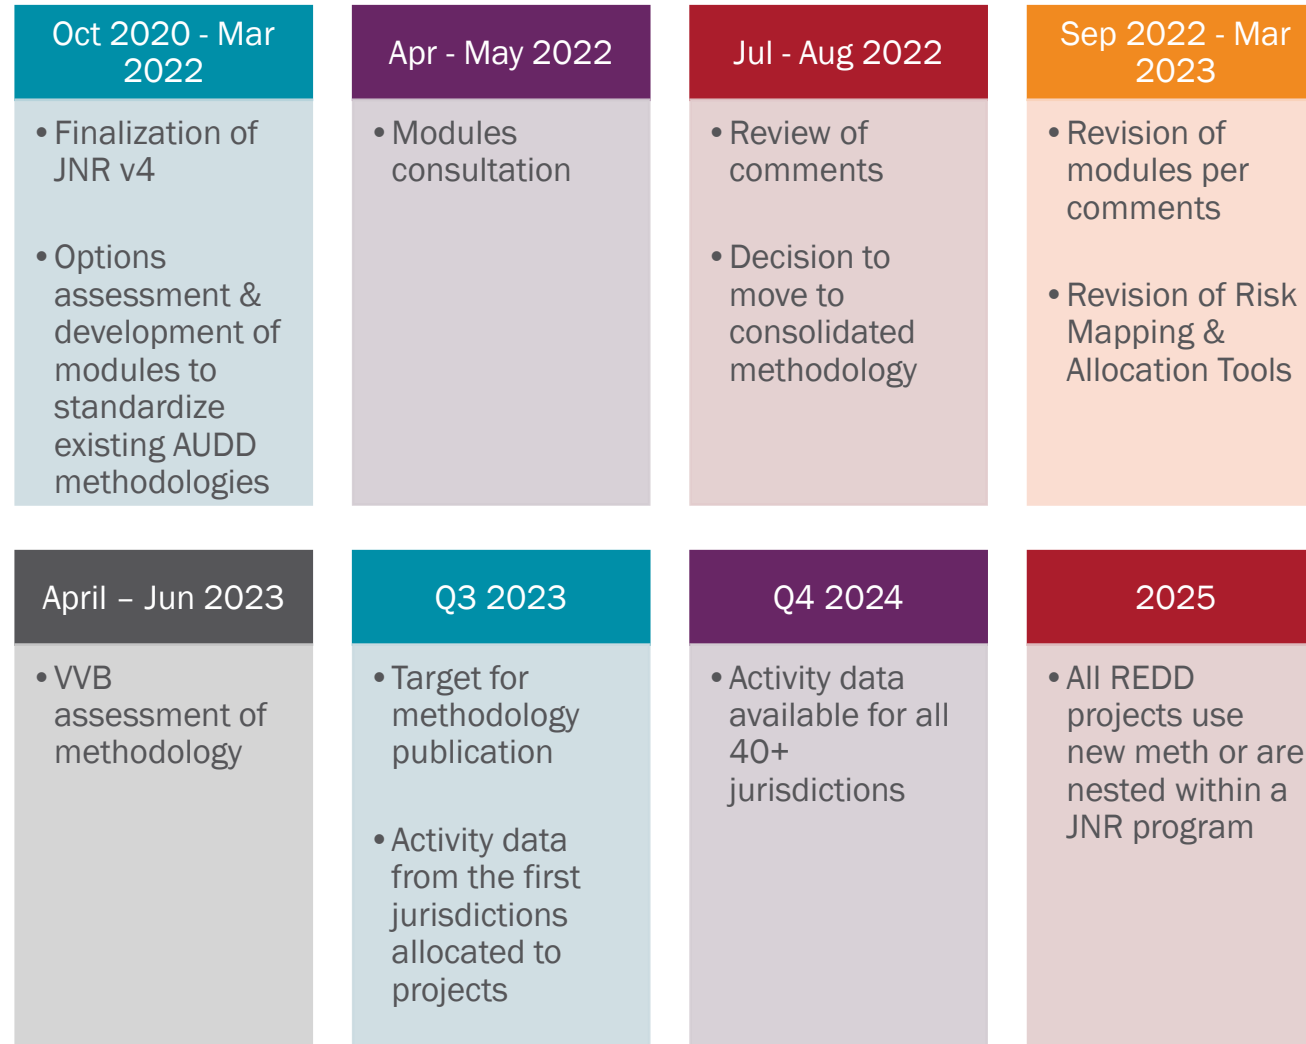 Oct 2020 - Mar
2022
• Finalization of
JNR v4
• Options
assessment &
development of
modules to
standardize
existing AUDD
methodologies
Apr - May 2022
• Modules
consultation
Jul - Aug 2022
• Review of
comments
• Decision to
move to
consolidated
methodology
Sep 2022 - Mar
2023
• Revision of
modules per
comments
• Revision of Risk
Mapping &
Allocation Tools
April – Jun 2023
• VVB
assessment of
methodology
Q3 2023
• Target for
methodology
publication
• Activity data
from the first
jurisdictions
allocated to
projects
Q4 2024
• Activity data
available for all
40+
jurisdictions
2025
• All REDD
projects use
new meth or are
nested within a
JNR program